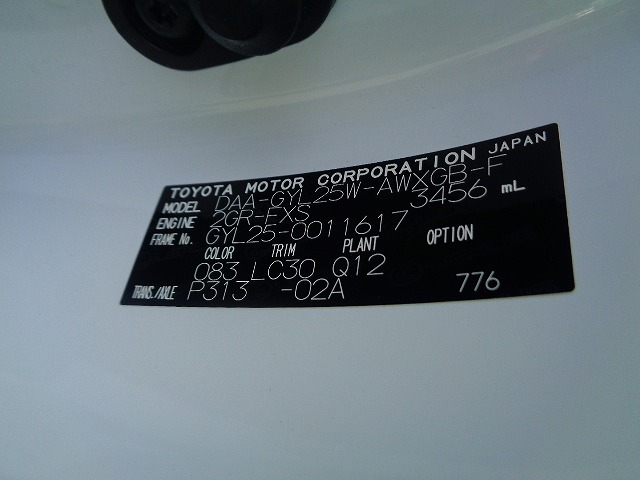 TOYOTA MOTOR CORPORATION JAPAN
MODEL DAA-GYL25W-AWXGB-F
ENGINE 2GR-FXS 3456 mL
FRAME No. GYL25-0011617
COLOR TRIM PLANT OPTION
083 LC30 Q12
TRANS./AXLE P313 -02A 776